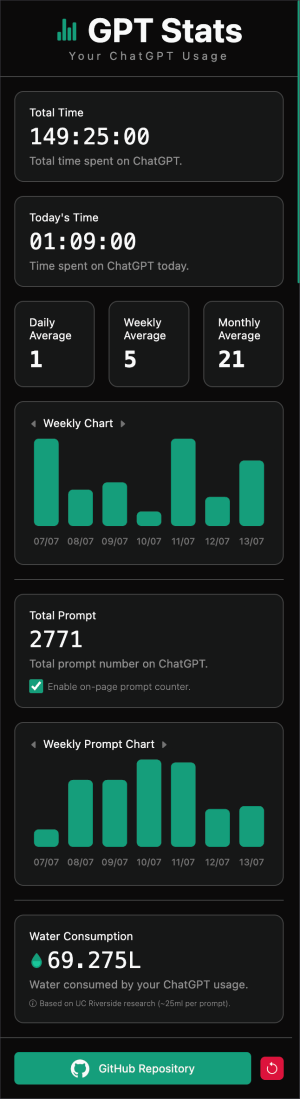 GPT Stats
Your ChatGPT Usage
Total Time
149:25:00
Total time spent on ChatGPT.
Today's Time
01:09:00
Time spent on ChatGPT today.
Daily
Average
1
Weekly
Average
5
Monthly
Average
21
Weekly Chart
07/07 08/07 09/07 10/07 11/07 12/07 13/07
Total Prompt
2771
Total prompt number on ChatGPT.
Enable on-page prompt counter.
Weekly Prompt Chart
07/07 08/07 09/07 10/07 11/07 12/07 13/07
Water Consumption
69.275L
Water consumed by your ChatGPT usage.
Based on UC Riverside research (~25ml per prompt).
GitHub Repository